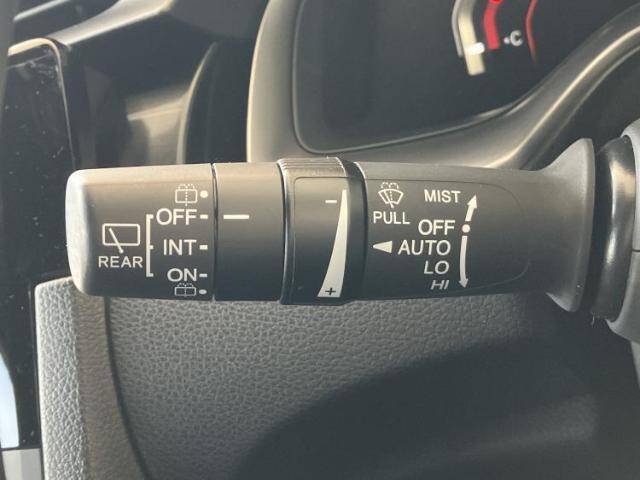 REAR
OFF
INT
ON
-
+
PULL
MIST
OFF
AUTO
LO
HI
°C